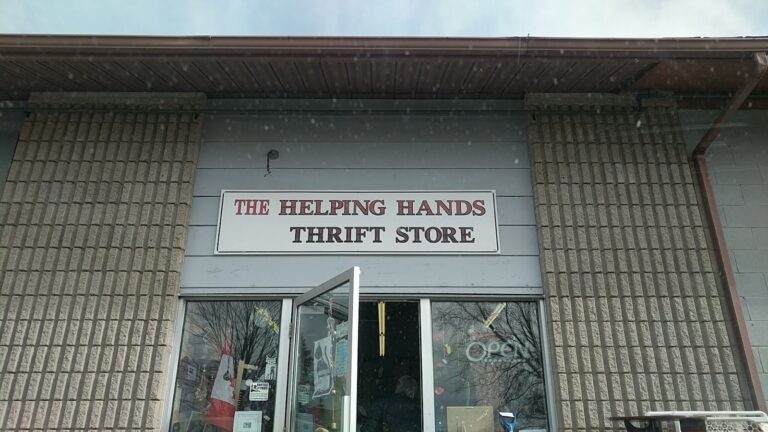 THE HELPING HANDS
THRIFT STORE
OPEN